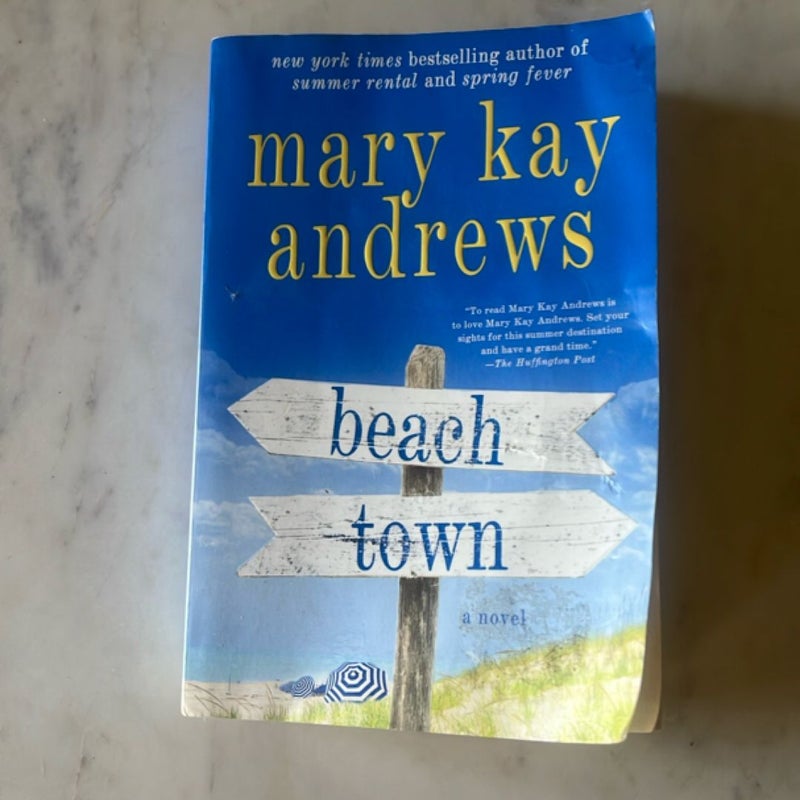 new york times bestselling author of
summer rental and spring fever
mary kay
andrews
"To read Mary Kay Andrews is
to love Mary Kay Andrews. Set your
sights for this summer destination
and have a grand time."
—The Huffington Post
beach
town
a novel